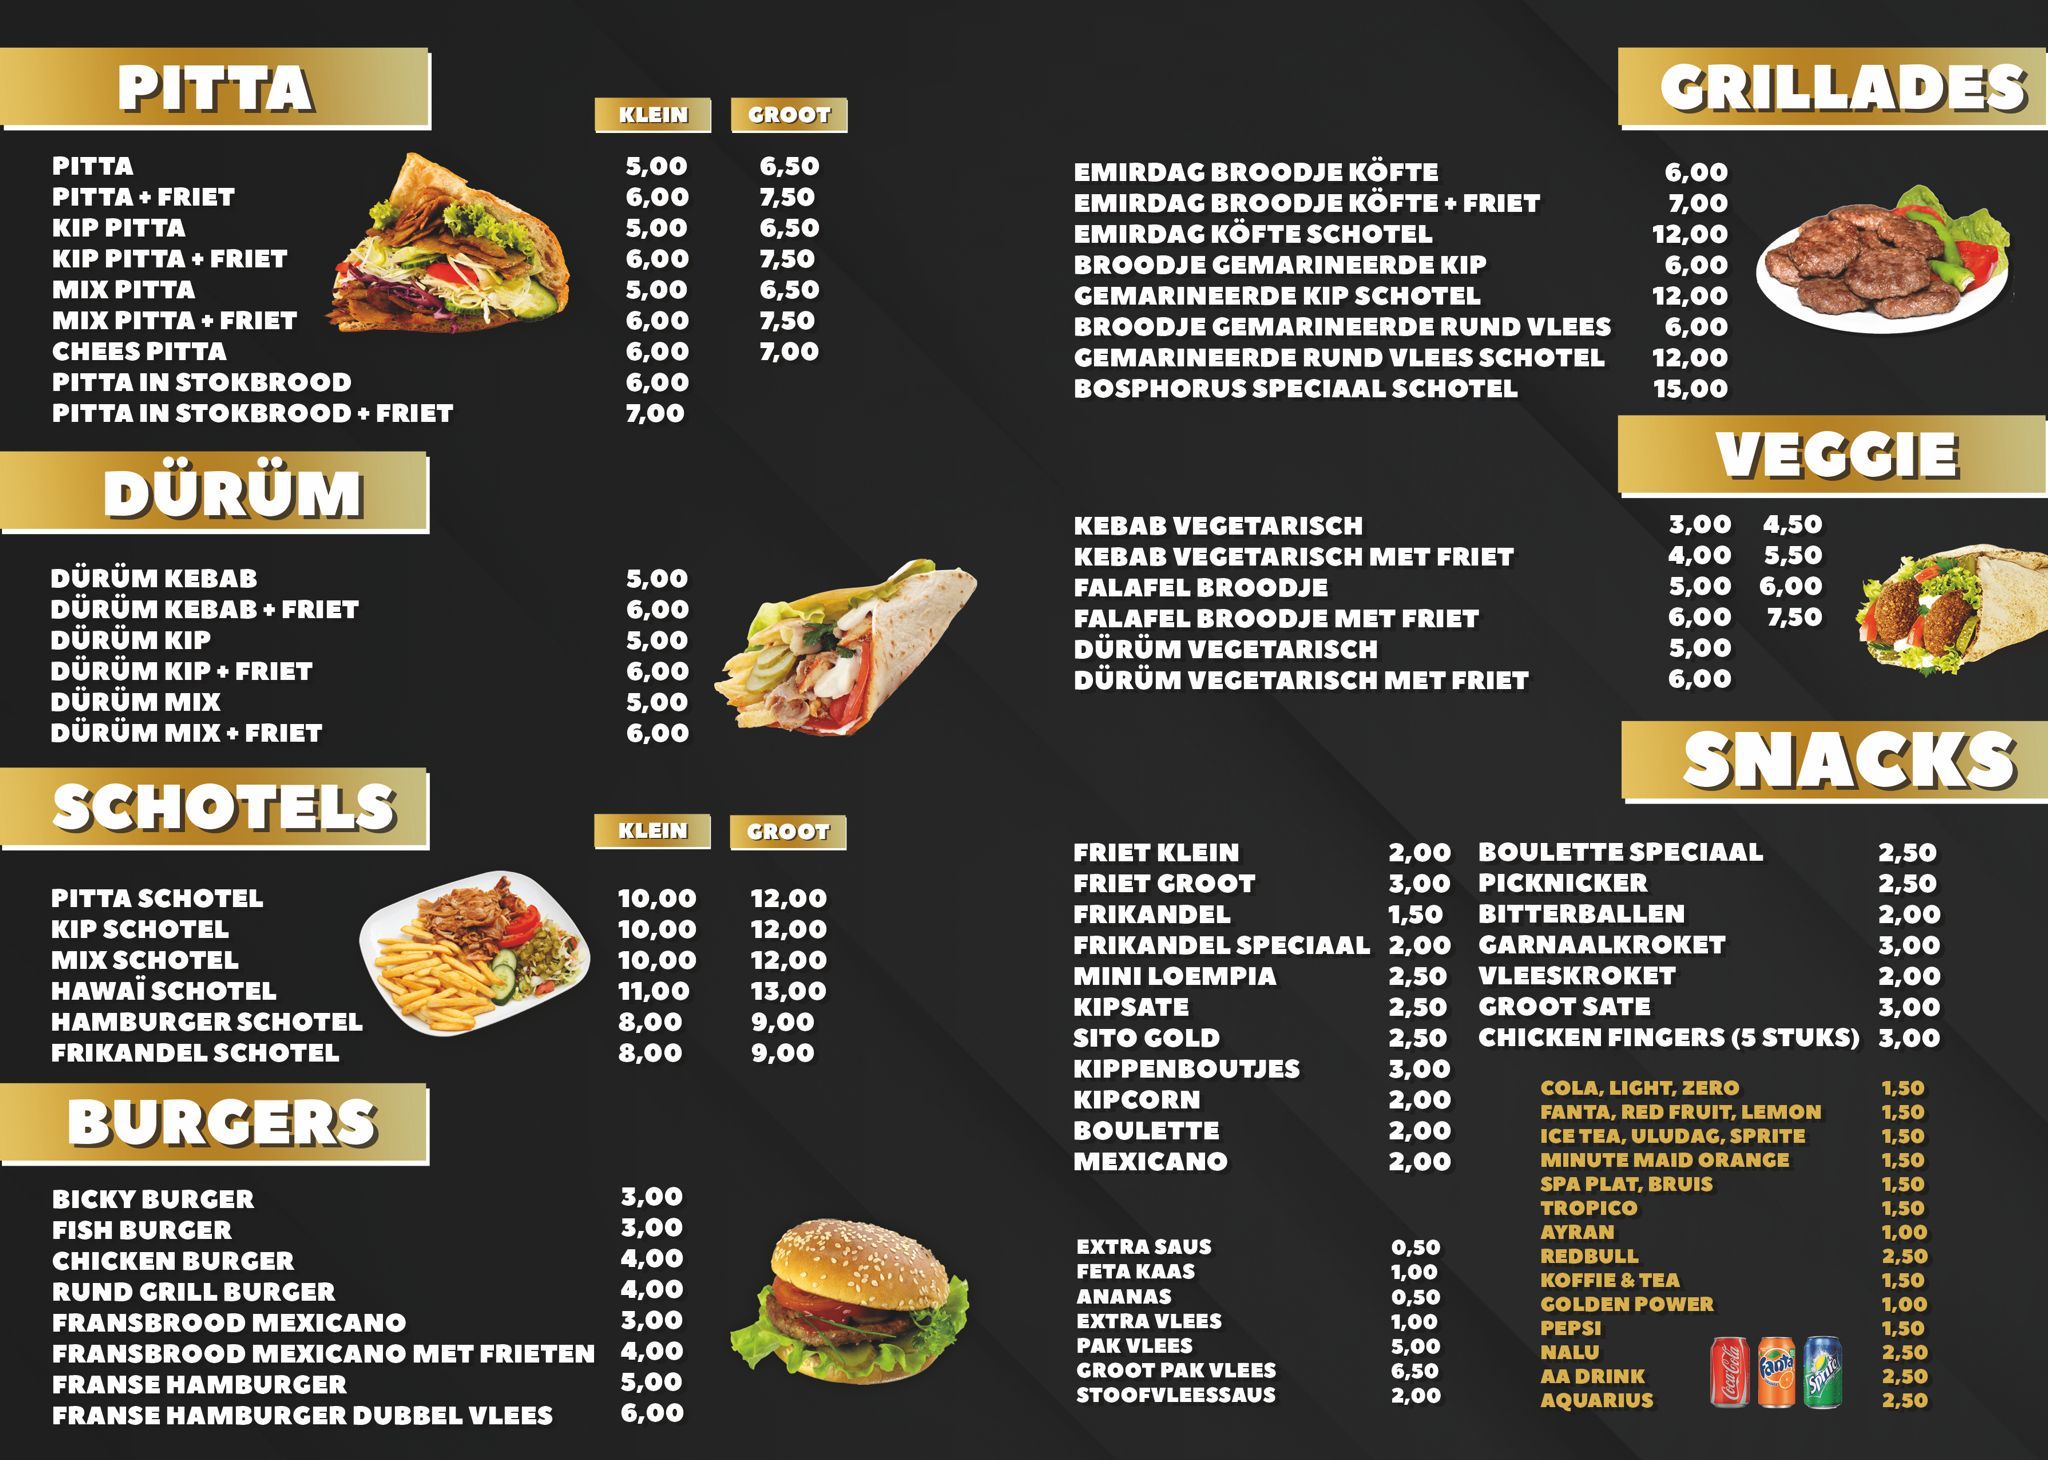 PITTA
KLEIN GROOT
PITTA 5,00 6,50
PITTA + FRIET 6,00 7,50
KIP PITTA 5,00 6,50
KIP PITTA + FRIET 6,00 7,50
MIX PITTA 5,00 6,50
MIX PITTA + FRIET 6,00 7,50
CHEES PITTA 6,00 7,00
PITTA IN STOKBROOD 6,00
PITTA IN STOKBROOD + FRIET 7,00
DÜRÜM
DÜRÜM KEBAB 5,00
DÜRÜM KEBAB + FRIET 6,00
DÜRÜM KIP 5,00
DÜRÜM KIP + FRIET 6,00
DÜRÜM MIX 5,00
DÜRÜM MIX + FRIET 6,00
SCHOTELS
KLEIN GROOT
PITTA SCHOTEL 10,00 12,00
KIP SCHOTEL 10,00 12,00
MIX SCHOTEL 10,00 12,00
HAWAÏ SCHOTEL 11,00 13,00
HAMBURGER SCHOTEL 8,00 9,00
FRIKANDEL SCHOTEL 8,00 9,00
BURGERS
BICKY BURGER 3,00
FISH BURGER 3,00
CHICKEN BURGER 4,00
RUND GRILL BURGER 4,00
FRANSBROOD MEXICANO 3,00
FRANSBROOD MEXICANO MET FRIETEN 4,00
FRANSE HAMBURGER 5,00
FRANSE HAMBURGER DUBBEL VLEES 6,00
GRILLADES
EMIRDAG BROODJE KÖFTE 6,00
EMIRDAG BROODJE KÖFTE + FRIET 7,00
EMIRDAG KÖFTE SCHOTEL 12,00
BROODJE GEMARINEERDE KIP 6,00
GEMARINEERDE KIP SCHOTEL 12,00
BROODJE GEMARINEERDE RUND VLEES 6,00
GEMARINEERDE RUND VLEES SCHOTEL 12,00
BOSPHORUS SPECIAAL SCHOTEL 15,00
VEGGIE
KEBAB VEGETARISCH 3,00 4,50
KEBAB VEGETARISCH MET FRIET 4,00 5,50
FALAFEL BROODJE 5,00 6,00
FALAFEL BROODJE MET FRIET 6,00 7,50
DÜRÜM VEGETARISCH 5,00
DÜRÜM VEGETARISCH MET FRIET 6,00
SNACKS
FRIET KLEIN 2,00
FRIET GROOT 3,00
FRIKANDEL 1,50
FRIKANDEL SPECIAAL 2,00
MINI LOEMPIA 2,50
KIPSATE 2,50
SITO GOLD 2,50
KIPPENBOUTJES 3,00
KIPCORN 2,00
BOULETTE 2,00
MEXICANO 2,00
BOULETTE SPECIAAL 2,50
PICKNICKER 2,50
BITTERBALLEN 2,00
GARNAALKROKET 3,00
VLEESKROKET 2,00
GROOT SATE 3,00
CHICKEN FINGERS (5 STUKS) 3,00
EXTRA SAUS 0,50
FETA KAAS 1,00
ANANAS 0,50
EXTRA VLEES 1,00
PAK VLEES 5,00
GROOT PAK VLEES 6,50
STOOFVLEESSAUS 2,00
COLA, LIGHT, ZERO 1,50
FANTA, RED FRUIT, LEMON 1,50
ICE TEA, ULUDAG, SPRITE 1,50
MINUTE MAID ORANGE 1,50
SPA PLAT, BRUIS 1,50
TROPICO 1,50
AYRAN 1,00
REDBULL 2,50
KOFFIE & TEA 1,50
GOLDEN POWER 1,00
PEPSI 1,50
NALU 2,50
AA DRINK 2,50
AQUARIUS 2,50
Coca-Cola
Fanta
Sprite